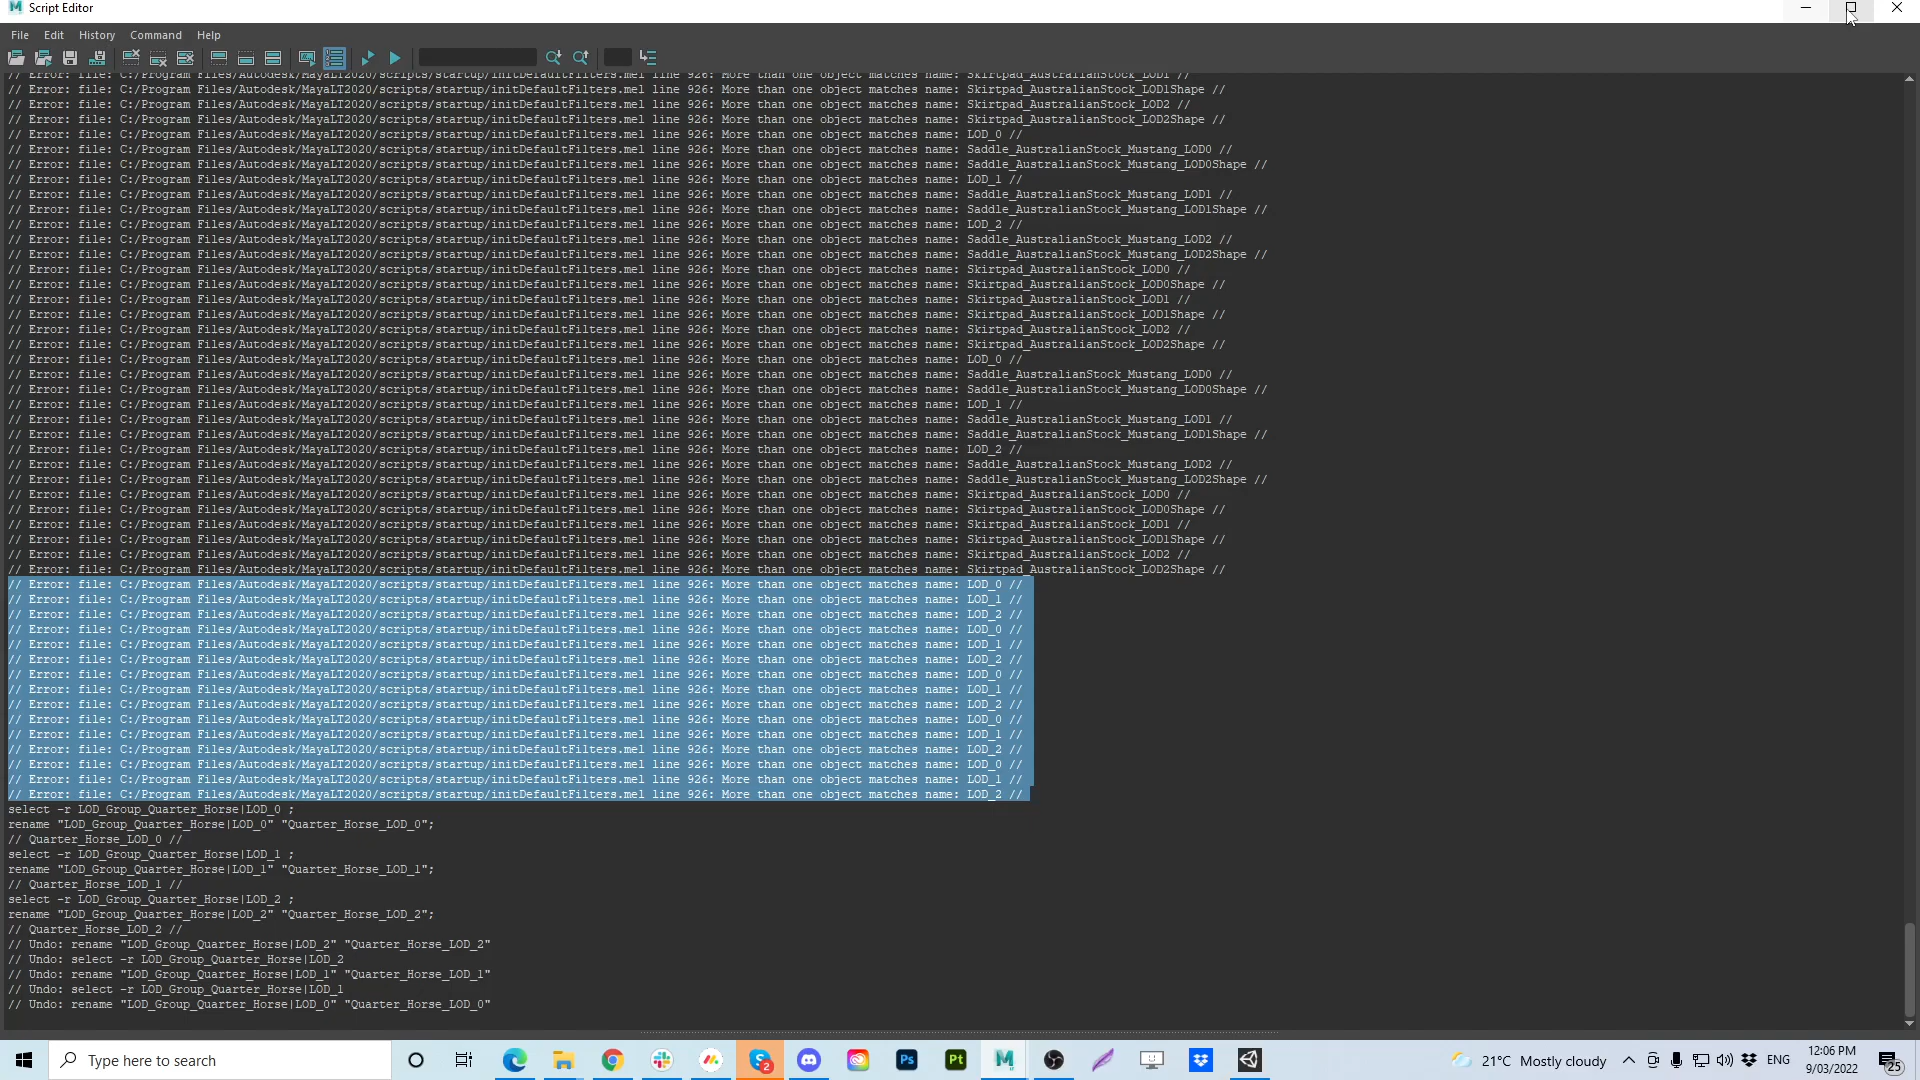 Script Editor
File Edit History Command Help
// Error: file: C:/Program Files/Autodesk/MayaLT2020/scripts/startup/initDefaultFilters.mel line 926: More than one object matches name: Skirtpad_AustralianStock_LOD1 //
// Error: file: C:/Program Files/Autodesk/MayaLT2020/scripts/startup/initDefaultFilters.mel line 926: More than one object matches name: Skirtpad_AustralianStock_LOD1Shape //
// Error: file: C:/Program Files/Autodesk/MayaLT2020/scripts/startup/initDefaultFilters.mel line 926: More than one object matches name: Skirtpad_AustralianStock_LOD2 //
// Error: file: C:/Program Files/Autodesk/MayaLT2020/scripts/startup/initDefaultFilters.mel line 926: More than one object matches name: Skirtpad_AustralianStock_LOD2Shape //
// Error: file: C:/Program Files/Autodesk/MayaLT2020/scripts/startup/initDefaultFilters.mel line 926: More than one object matches name: LOD_0 //
// Error: file: C:/Program Files/Autodesk/MayaLT2020/scripts/startup/initDefaultFilters.mel line 926: More than one object matches name: Saddle_AustralianStock_Mustang_LOD0 //
// Error: file: C:/Program Files/Autodesk/MayaLT2020/scripts/startup/initDefaultFilters.mel line 926: More than one object matches name: Saddle_AustralianStock_Mustang_LOD0Shape //
// Error: file: C:/Program Files/Autodesk/MayaLT2020/scripts/startup/initDefaultFilters.mel line 926: More than one object matches name: LOD_1 //
// Error: file: C:/Program Files/Autodesk/MayaLT2020/scripts/startup/initDefaultFilters.mel line 926: More than one object matches name: Saddle_AustralianStock_Mustang_LOD1 //
// Error: file: C:/Program Files/Autodesk/MayaLT2020/scripts/startup/initDefaultFilters.mel line 926: More than one object matches name: Saddle_AustralianStock_Mustang_LOD1Shape //
// Error: file: C:/Program Files/Autodesk/MayaLT2020/scripts/startup/initDefaultFilters.mel line 926: More than one object matches name: LOD_2 //
// Error: file: C:/Program Files/Autodesk/MayaLT2020/scripts/startup/initDefaultFilters.mel line 926: More than one object matches name: Saddle_AustralianStock_Mustang_LOD2 //
// Error: file: C:/Program Files/Autodesk/MayaLT2020/scripts/startup/initDefaultFilters.mel line 926: More than one object matches name: Saddle_AustralianStock_Mustang_LOD2Shape //
// Error: file: C:/Program Files/Autodesk/MayaLT2020/scripts/startup/initDefaultFilters.mel line 926: More than one object matches name: Skirtpad_AustralianStock_LOD0 //
// Error: file: C:/Program Files/Autodesk/MayaLT2020/scripts/startup/initDefaultFilters.mel line 926: More than one object matches name: Skirtpad_AustralianStock_LOD0Shape //
// Error: file: C:/Program Files/Autodesk/MayaLT2020/scripts/startup/initDefaultFilters.mel line 926: More than one object matches name: Skirtpad_AustralianStock_LOD1 //
// Error: file: C:/Program Files/Autodesk/MayaLT2020/scripts/startup/initDefaultFilters.mel line 926: More than one object matches name: Skirtpad_AustralianStock_LOD1Shape //
// Error: file: C:/Program Files/Autodesk/MayaLT2020/scripts/startup/initDefaultFilters.mel line 926: More than one object matches name: Skirtpad_AustralianStock_LOD2 //
// Error: file: C:/Program Files/Autodesk/MayaLT2020/scripts/startup/initDefaultFilters.mel line 926: More than one object matches name: Skirtpad_AustralianStock_LOD2Shape //
// Error: file: C:/Program Files/Autodesk/MayaLT2020/scripts/startup/initDefaultFilters.mel line 926: More than one object matches name: LOD_0 //
// Error: file: C:/Program Files/Autodesk/MayaLT2020/scripts/startup/initDefaultFilters.mel line 926: More than one object matches name: Saddle_AustralianStock_Mustang_LOD0 //
// Error: file: C:/Program Files/Autodesk/MayaLT2020/scripts/startup/initDefaultFilters.mel line 926: More than one object matches name: Saddle_AustralianStock_Mustang_LOD0Shape //
// Error: file: C:/Program Files/Autodesk/MayaLT2020/scripts/startup/initDefaultFilters.mel line 926: More than one object matches name: LOD_1 //
// Error: file: C:/Program Files/Autodesk/MayaLT2020/scripts/startup/initDefaultFilters.mel line 926: More than one object matches name: Saddle_AustralianStock_Mustang_LOD1 //
// Error: file: C:/Program Files/Autodesk/MayaLT2020/scripts/startup/initDefaultFilters.mel line 926: More than one object matches name: Saddle_AustralianStock_Mustang_LOD1Shape //
// Error: file: C:/Program Files/Autodesk/MayaLT2020/scripts/startup/initDefaultFilters.mel line 926: More than one object matches name: LOD_2 //
// Error: file: C:/Program Files/Autodesk/MayaLT2020/scripts/startup/initDefaultFilters.mel line 926: More than one object matches name: Saddle_AustralianStock_Mustang_LOD2 //
// Error: file: C:/Program Files/Autodesk/MayaLT2020/scripts/startup/initDefaultFilters.mel line 926: More than one object matches name: Saddle_AustralianStock_Mustang_LOD2Shape //
// Error: file: C:/Program Files/Autodesk/MayaLT2020/scripts/startup/initDefaultFilters.mel line 926: More than one object matches name: Skirtpad_AustralianStock_LOD0 //
// Error: file: C:/Program Files/Autodesk/MayaLT2020/scripts/startup/initDefaultFilters.mel line 926: More than one object matches name: Skirtpad_AustralianStock_LOD0Shape //
// Error: file: C:/Program Files/Autodesk/MayaLT2020/scripts/startup/initDefaultFilters.mel line 926: More than one object matches name: Skirtpad_AustralianStock_LOD1 //
// Error: file: C:/Program Files/Autodesk/MayaLT2020/scripts/startup/initDefaultFilters.mel line 926: More than one object matches name: Skirtpad_AustralianStock_LOD1Shape //
// Error: file: C:/Program Files/Autodesk/MayaLT2020/scripts/startup/initDefaultFilters.mel line 926: More than one object matches name: Skirtpad_AustralianStock_LOD2 //
// Error: file: C:/Program Files/Autodesk/MayaLT2020/scripts/startup/initDefaultFilters.mel line 926: More than one object matches name: Skirtpad_AustralianStock_LOD2Shape //
// Error: file: C:/Program Files/Autodesk/MayaLT2020/scripts/startup/initDefaultFilters.mel line 926: More than one object matches name: LOD_0 //
// Error: file: C:/Program Files/Autodesk/MayaLT2020/scripts/startup/initDefaultFilters.mel line 926: More than one object matches name: LOD_1 //
// Error: file: C:/Program Files/Autodesk/MayaLT2020/scripts/startup/initDefaultFilters.mel line 926: More than one object matches name: LOD_2 //
// Error: file: C:/Program Files/Autodesk/MayaLT2020/scripts/startup/initDefaultFilters.mel line 926: More than one object matches name: LOD_0 //
// Error: file: C:/Program Files/Autodesk/MayaLT2020/scripts/startup/initDefaultFilters.mel line 926: More than one object matches name: LOD_1 //
// Error: file: C:/Program Files/Autodesk/MayaLT2020/scripts/startup/initDefaultFilters.mel line 926: More than one object matches name: LOD_2 //
// Error: file: C:/Program Files/Autodesk/MayaLT2020/scripts/startup/initDefaultFilters.mel line 926: More than one object matches name: LOD_0 //
// Error: file: C:/Program Files/Autodesk/MayaLT2020/scripts/startup/initDefaultFilters.mel line 926: More than one object matches name: LOD_1 //
// Error: file: C:/Program Files/Autodesk/MayaLT2020/scripts/startup/initDefaultFilters.mel line 926: More than one object matches name: LOD_2 //
// Error: file: C:/Program Files/Autodesk/MayaLT2020/scripts/startup/initDefaultFilters.mel line 926: More than one object matches name: LOD_0 //
// Error: file: C:/Program Files/Autodesk/MayaLT2020/scripts/startup/initDefaultFilters.mel line 926: More than one object matches name: LOD_1 //
// Error: file: C:/Program Files/Autodesk/MayaLT2020/scripts/startup/initDefaultFilters.mel line 926: More than one object matches name: LOD_2 //
// Error: file: C:/Program Files/Autodesk/MayaLT2020/scripts/startup/initDefaultFilters.mel line 926: More than one object matches name: LOD_0 //
// Error: file: C:/Program Files/Autodesk/MayaLT2020/scripts/startup/initDefaultFilters.mel line 926: More than one object matches name: LOD_1 //
// Error: file: C:/Program Files/Autodesk/MayaLT2020/scripts/startup/initDefaultFilters.mel line 926: More than one object matches name: LOD_2 //
select -r LOD_Group_Quarter_Horse|LOD_0 ;
rename "LOD_Group_Quarter_Horse|LOD_0" "Quarter_Horse_LOD_0";
// Quarter_Horse_LOD_0 //
select -r LOD_Group_Quarter_Horse|LOD_1 ;
rename "LOD_Group_Quarter_Horse|LOD_1" "Quarter_Horse_LOD_1";
// Quarter_Horse_LOD_1 //
select -r LOD_Group_Quarter_Horse|LOD_2 ;
rename "LOD_Group_Quarter_Horse|LOD_2" "Quarter_Horse_LOD_2";
// Quarter_Horse_LOD_2 //
// Undo: rename "LOD_Group_Quarter_Horse|LOD_2" "Quarter_Horse_LOD_2"
// Undo: select -r LOD_Group_Quarter_Horse|LOD_2
// Undo: rename "LOD_Group_Quarter_Horse|LOD_1" "Quarter_Horse_LOD_1"
// Undo: select -r LOD_Group_Quarter_Horse|LOD_1
// Undo: rename "LOD_Group_Quarter_Horse|LOD_0" "Quarter_Horse_LOD_0"
Type here to search
2
Ps
Pt
M
21°C Mostly cloudy
ENG
12:06 PM
9/03/2022
25